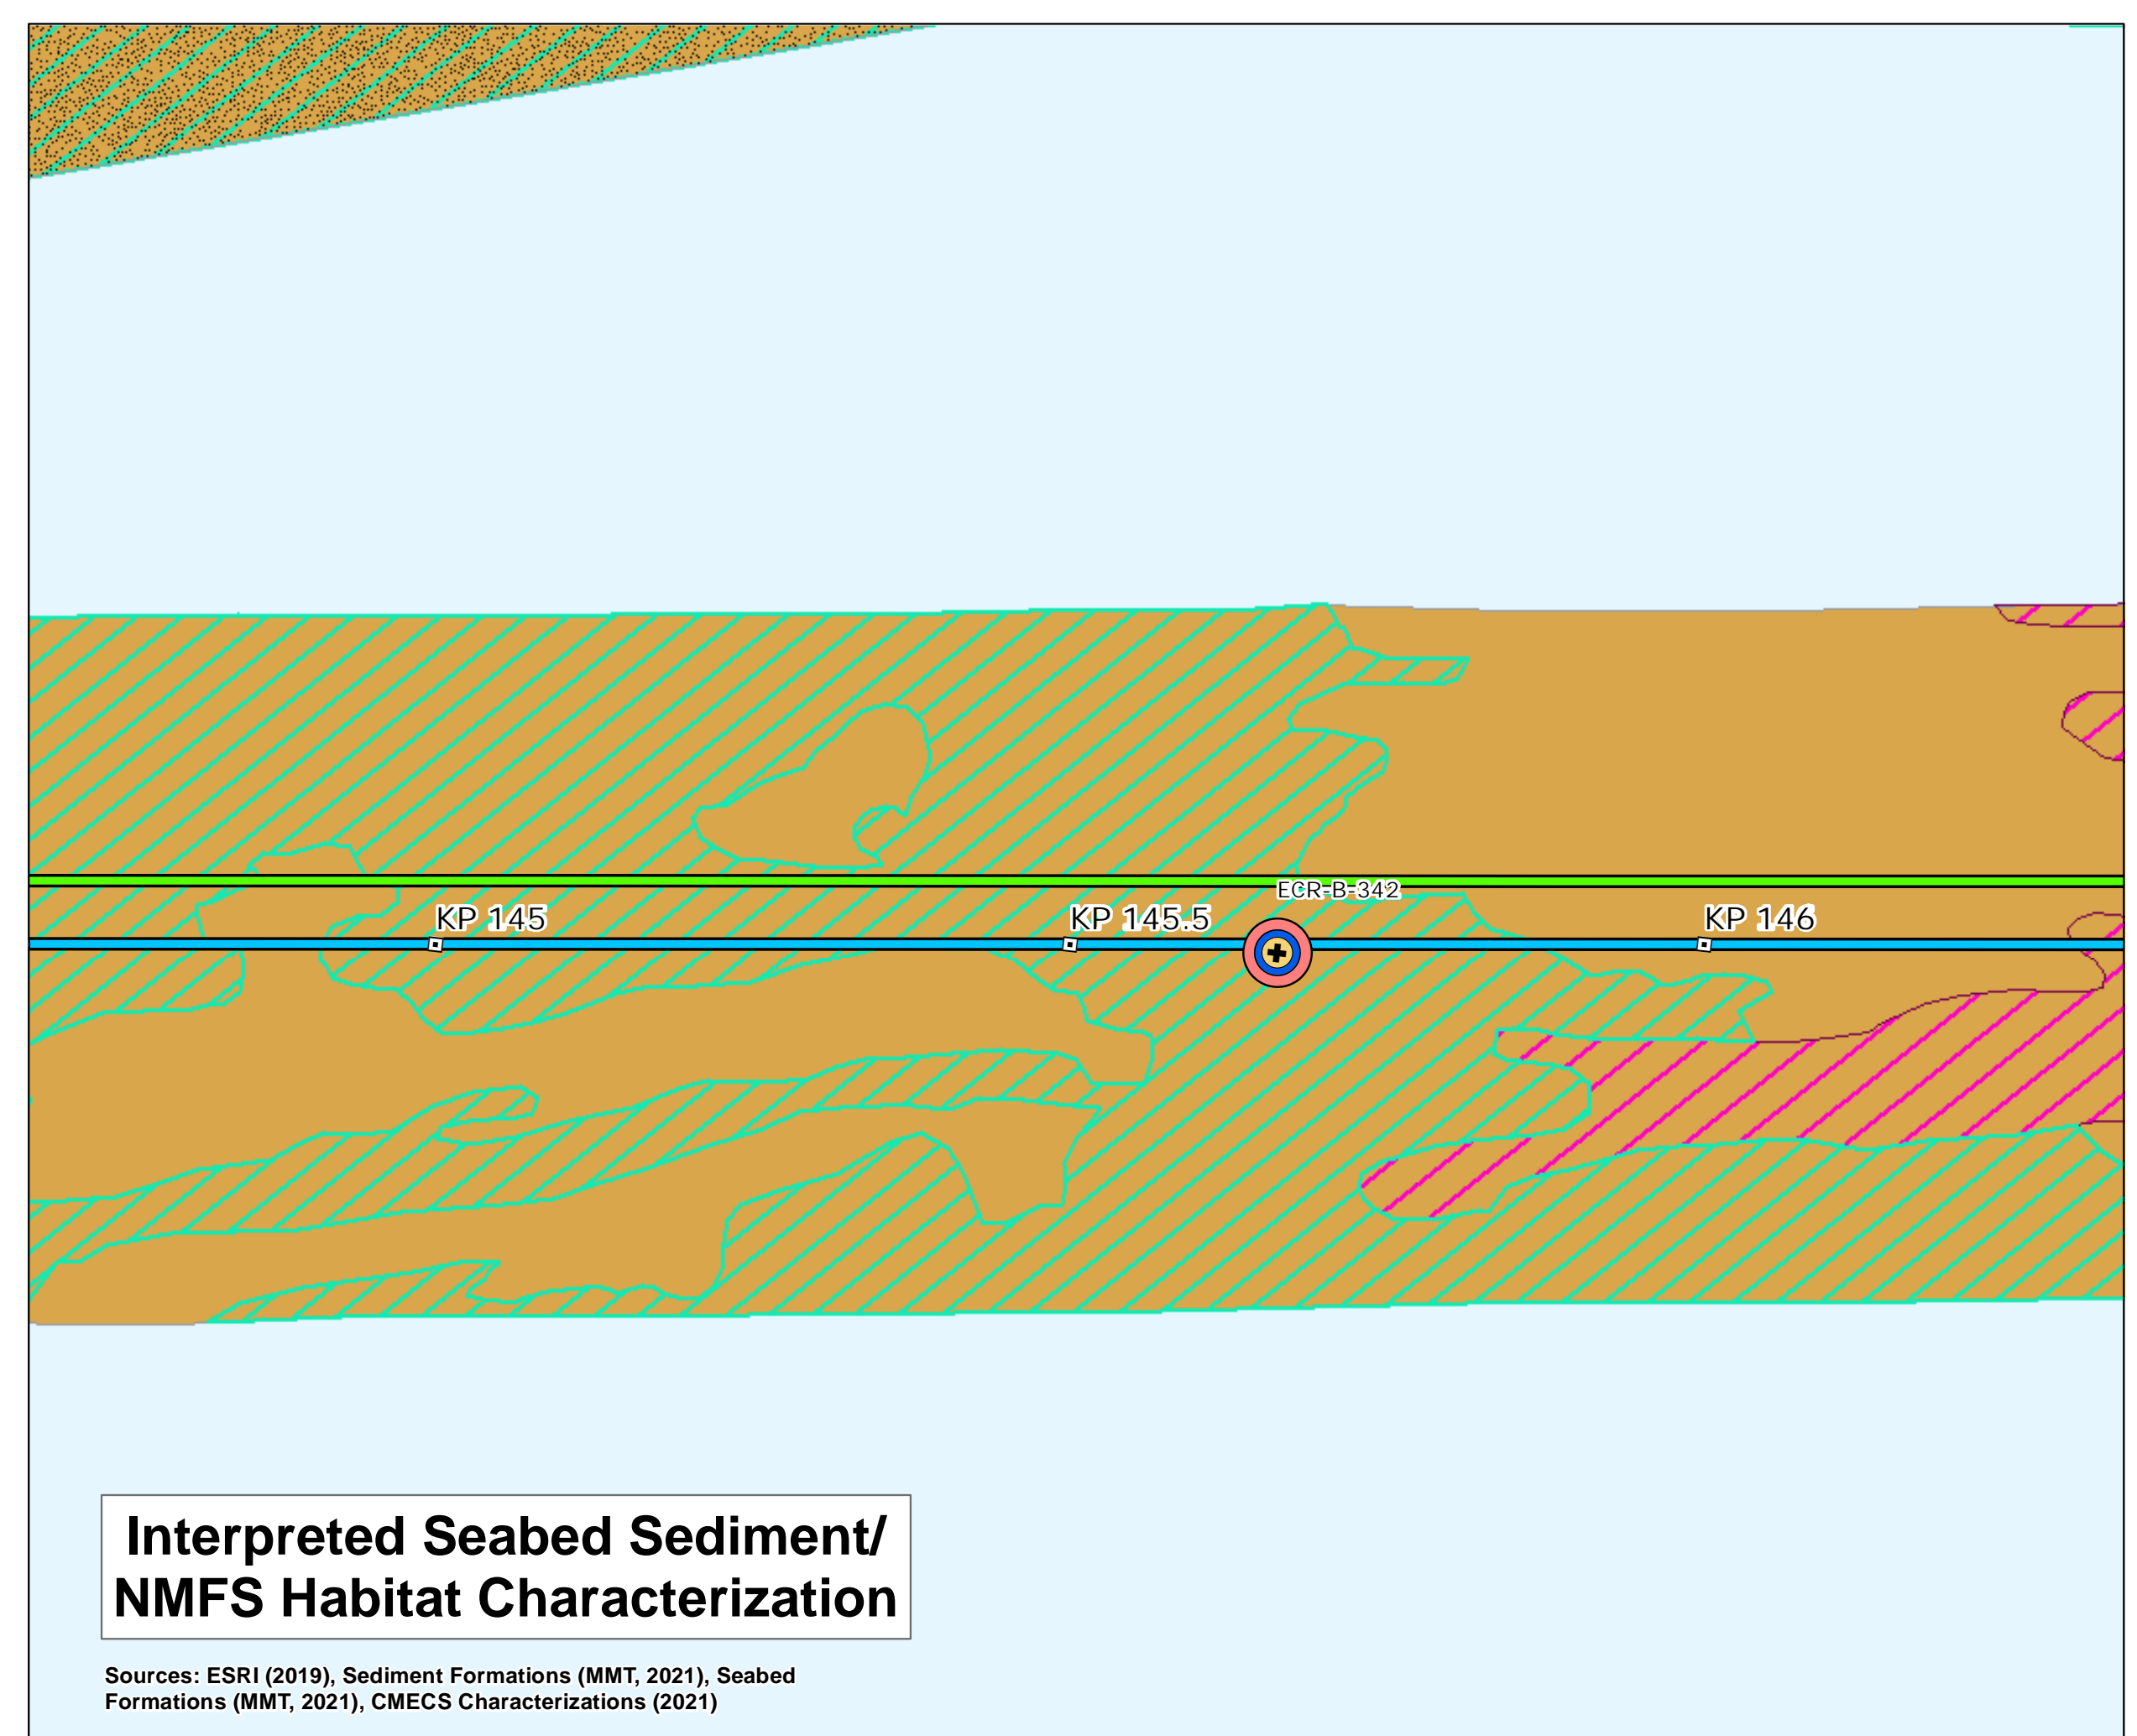 ECR-B-342
KP 145
KP 145.5
KP 146
Interpreted Seabed Sediment/
NMFS Habitat Characterization
Sources: ESRI (2019), Sediment Formations (MMT, 2021), Seabed
Formations (MMT, 2021), CMECS Characterizations (2021)